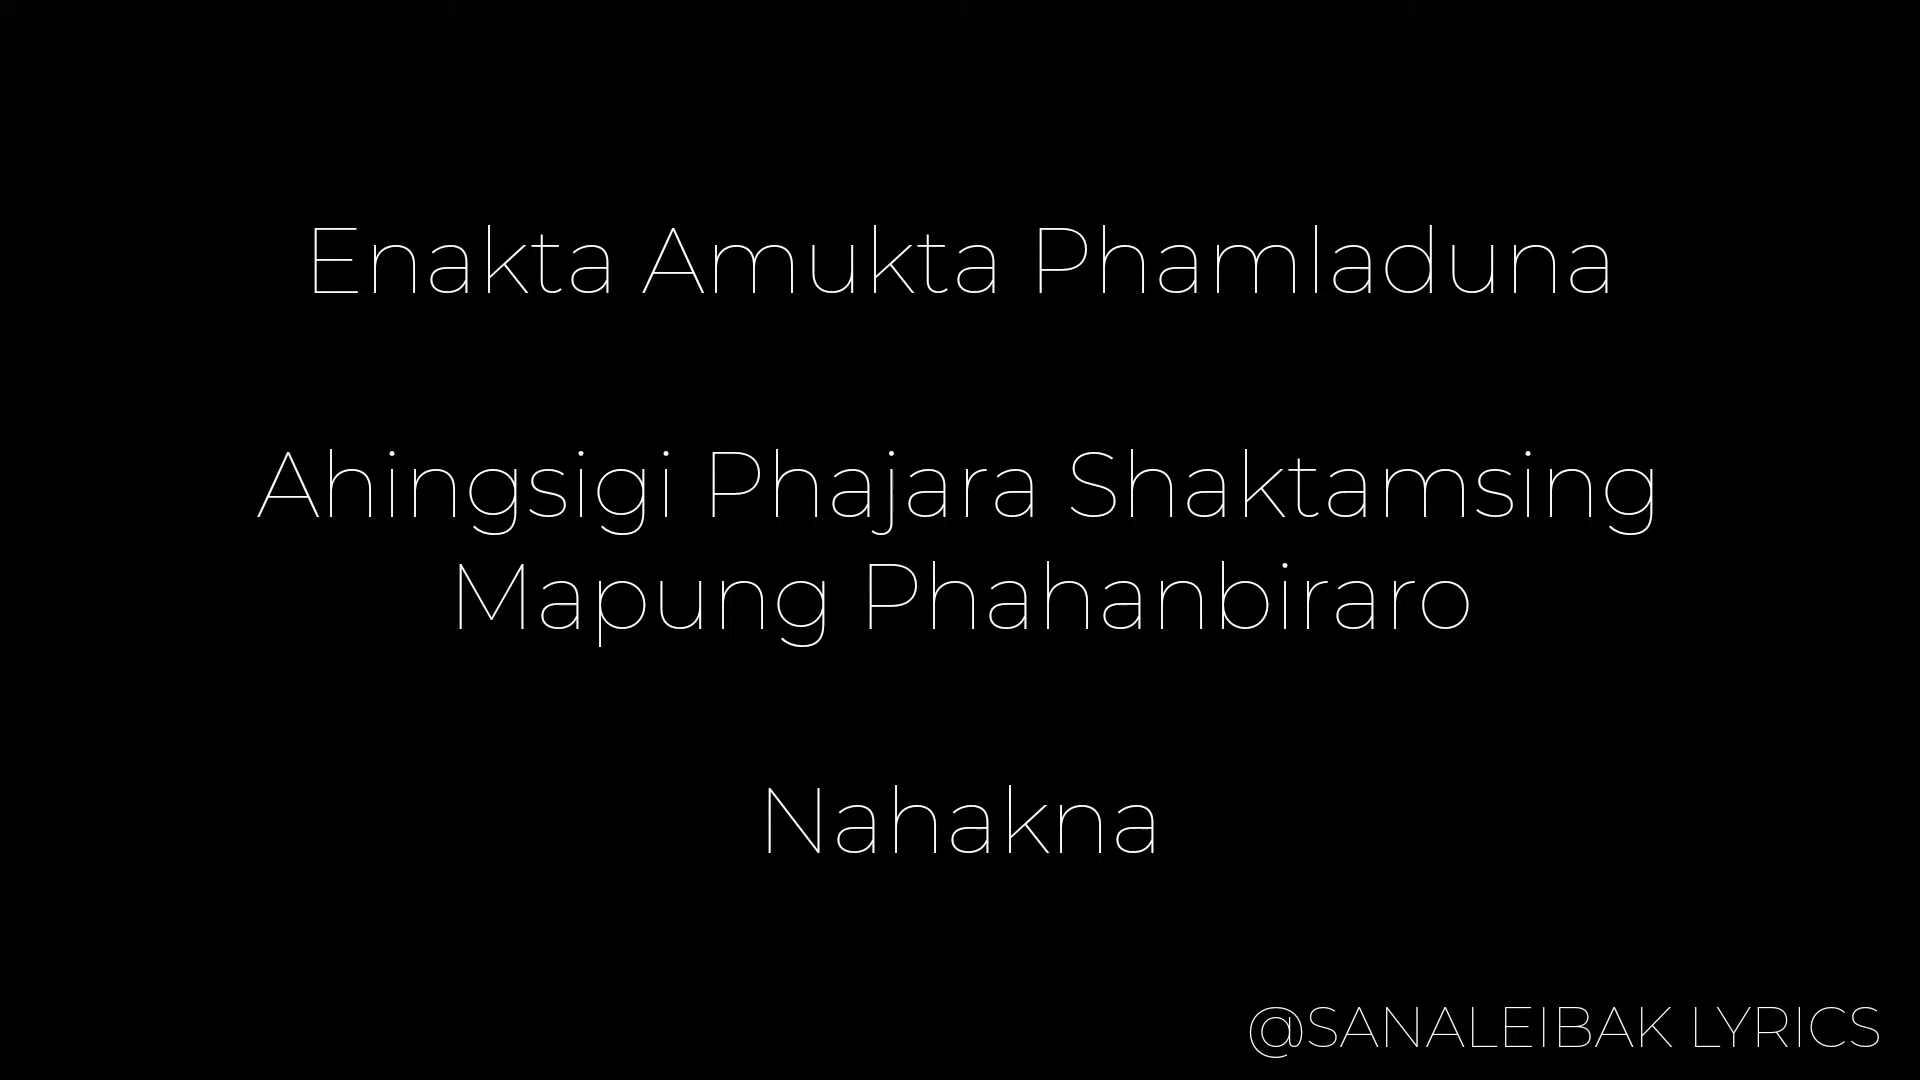 Enakta Amukta Phamladuna
Ahingsigi Phajara Shaktamsing
Mapung Phahanbiraro
Nahakna
@SANALEIBAK LYRICS